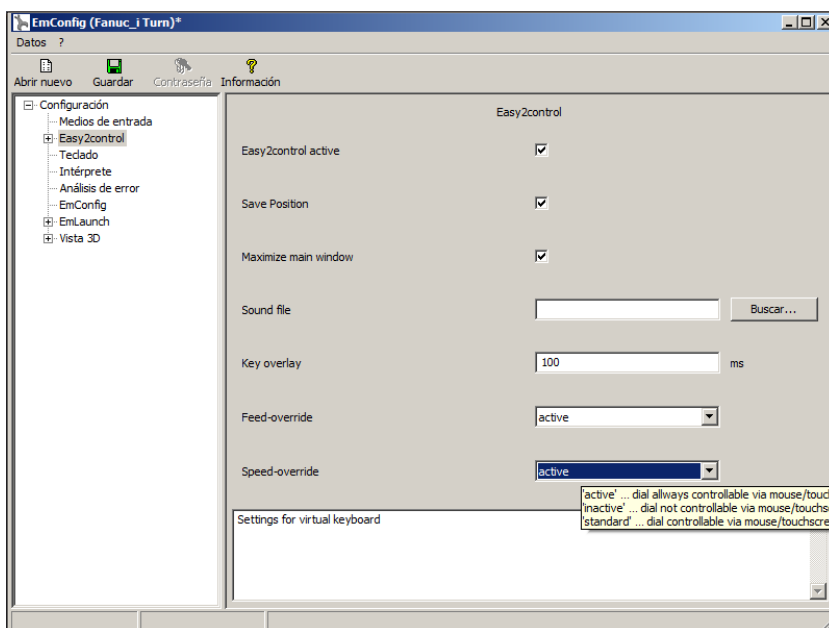 EmConfig (Fanuc_i Turn)*
Datos ?
Abrir nuevo Guardar Contraseña Información
Configuración
Medios de entrada
Easy2control
Teclado
Intérprete
Análisis de error
EmConfig
EmLaunch
Vista 3D
Easy2control
Easy2control active
Save Position
Maximize main window
Sound file Buscar...
Key overlay 100 ms
Feed-override active
Speed-override active
'active' ... dial allways controllable via mouse/touc
'inactive' ... dial not controllable via mouse/touchs
'standard' ... dial controllable via mouse/touchscre
Settings for virtual keyboard